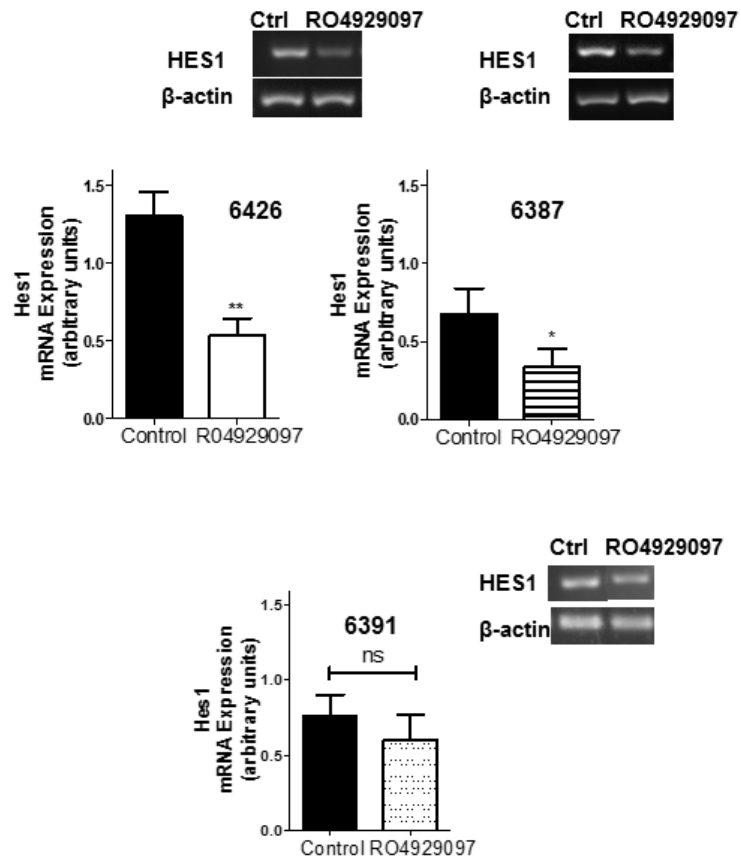 Ctrl RO4929097
HES1
β-actin
Ctrl RO4929097
HES1
β-actin
Hes1
mRNA Expression
(arbitrary units)
1.5
1.0
0.5
0.0
6426
**
Control R04929097
Hes1
mRNA Expression
(arbitrary units)
1.5
1.0
0.5
0.0
6387
*
Control RO4929097
Ctrl RO4929097
HES1
β-actin
Hes1
mRNA Expression
(arbitrary units)
1.5
1.0
0.5
0.0
6391
ns
Control RO4929097